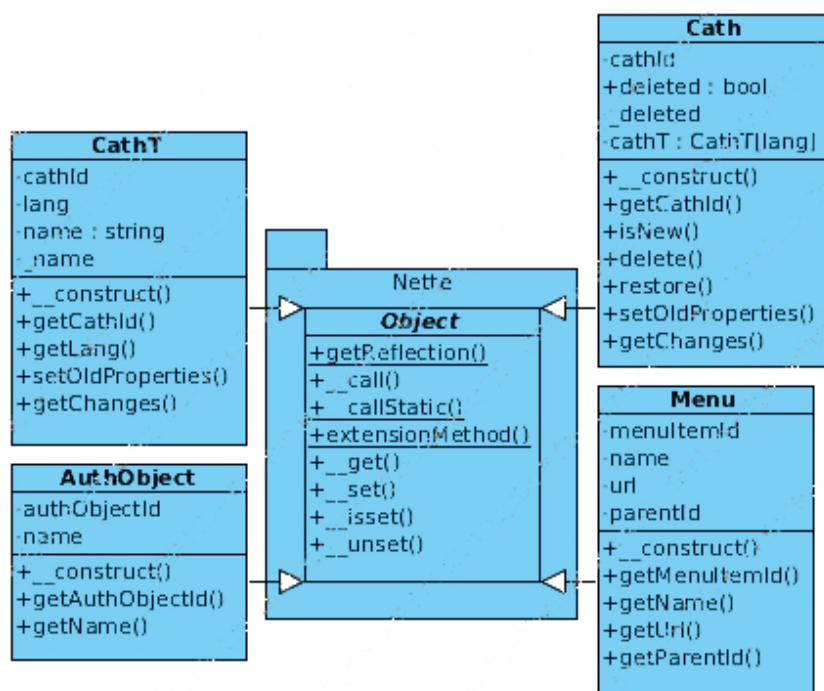 CathT
-cathId
-lang
-name : string
-_name
+__construct()
+getCathId()
+getLang()
+setOldProperties()
+getChanges()
AuthObject
-authObjectId
-name
+__construct()
+getAuthObjectId()
+getName()
Nette
Object
+getReflection()
+__call()
+__callStatic()
+extensionMethod()
+__get()
+__set()
+__isset()
+__unset()
Cath
-cathId
+deleted : bool
-_deleted
-cathT : CathT[lang]
+__construct()
+getCathId()
+isNew()
+delete()
+restore()
+setOldProperties()
+getChanges()
Menu
-menuItemId
-name
-url
-parentId
+__construct()
+getMenuItemId()
+getName()
+getUrl()
+getParentId()